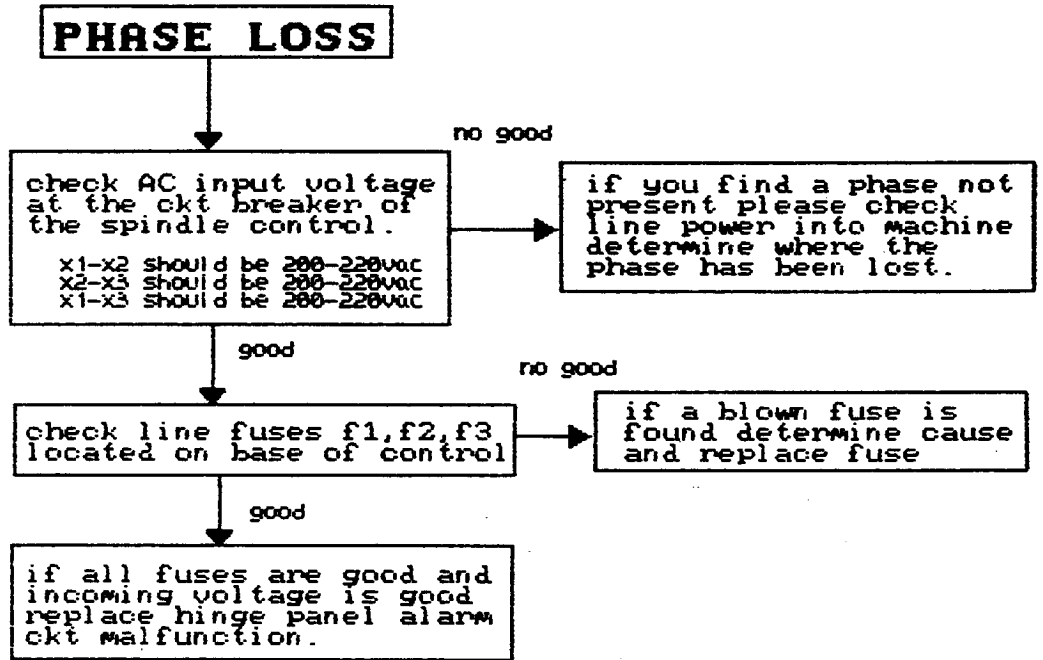 PHASE LOSS
no good
check AC input voltage
at the ckt breaker of
the spindle control.
x1-x2 should be 200-220vac
x2-x3 should be 200-220vac
x1-x3 should be 200-220vac
if you find a phase not
present please check
line power into machine
determine where the
phase has been lost.
good
no good
check line fuses f1,f2,f3
located on base of control
if a blown fuse is
found determine cause
and replace fuse
good
if all fuses are good and
incoming voltage is good
replace hinge panel alarm
ckt malfunction.